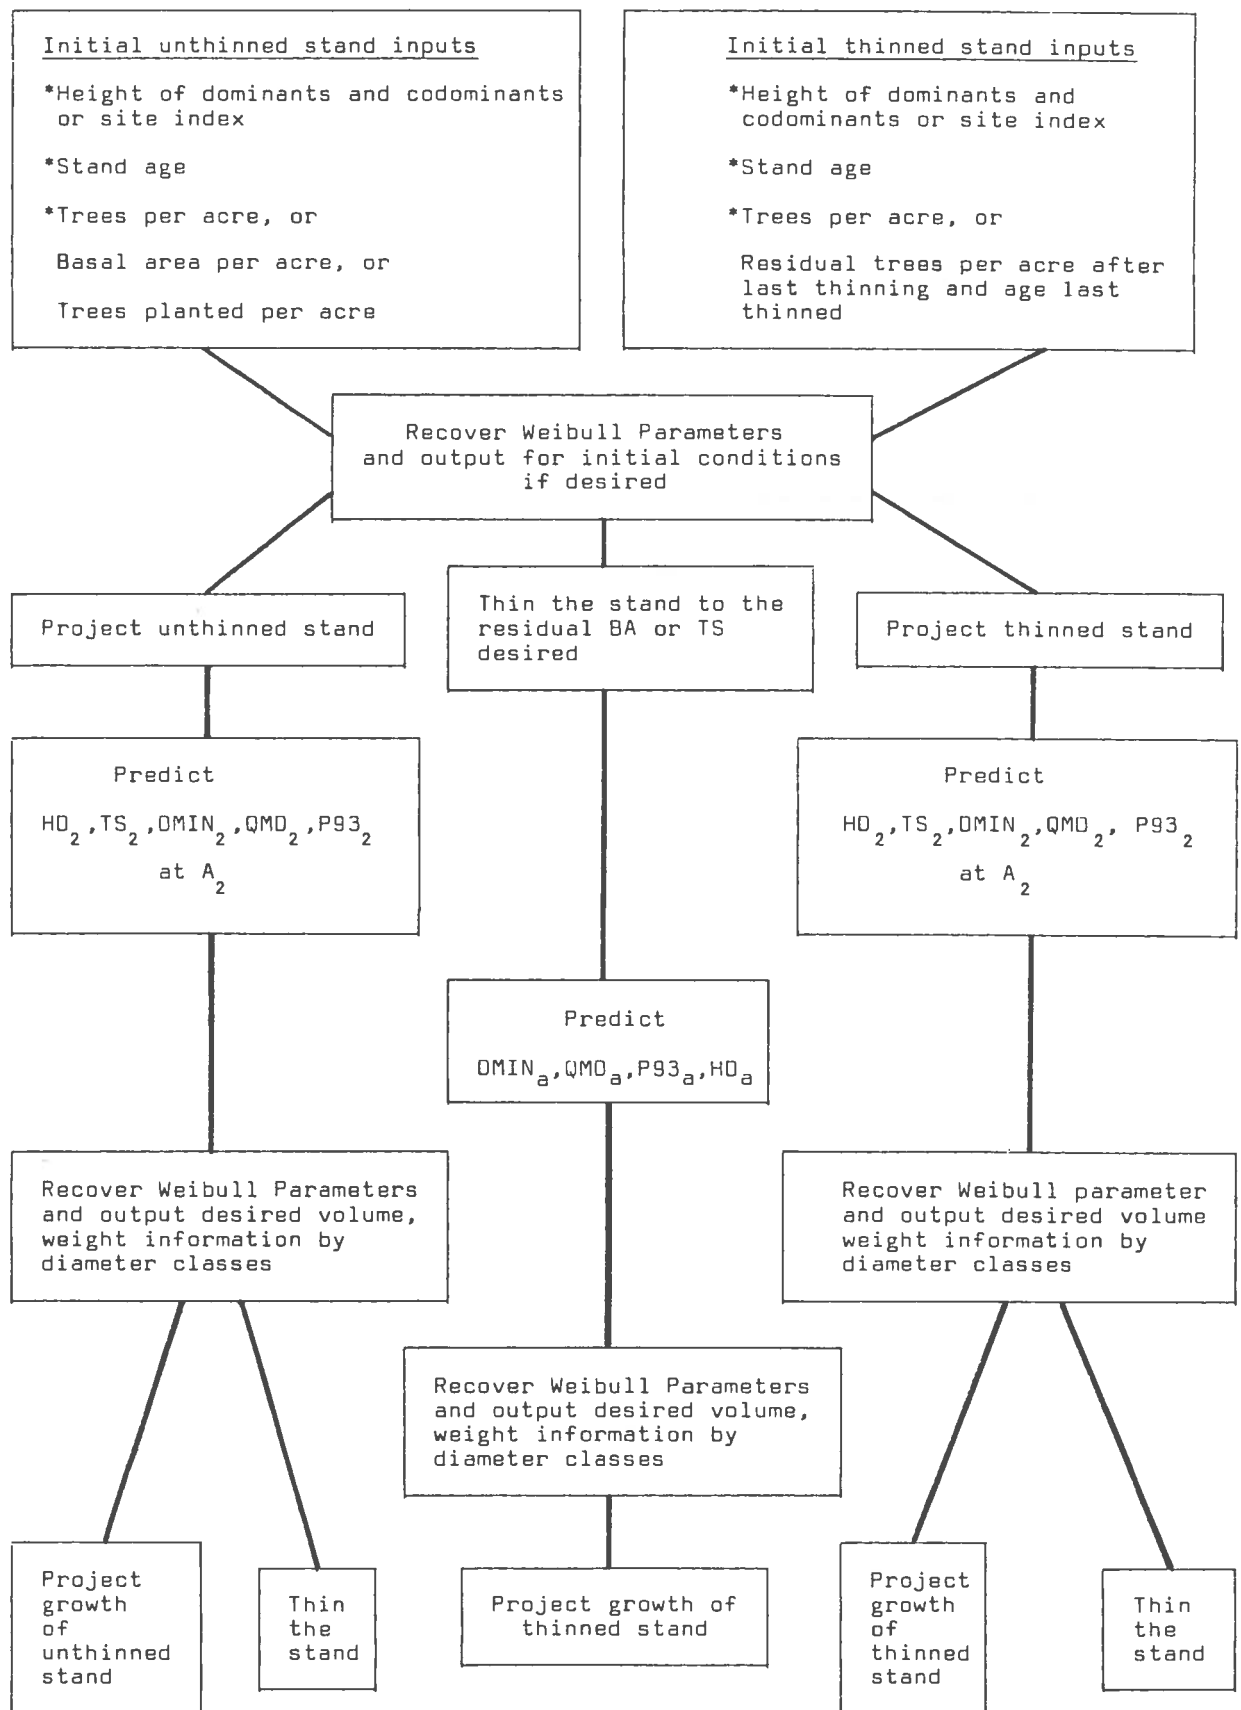 Initial unthinned stand inputs
*Height of dominants and codominants
or site index
*Stand age
*Trees per acre, or
Basal area per acre, or
Trees planted per acre
Initial thinned stand inputs
*Height of dominants and
codominants or site index
*Stand age
*Trees per acre, or
Residual trees per acre after
last thinning and age last
thinned
Recover Weibull Parameters
and output for initial conditions
if desired
Project unthinned stand
Thin the stand to the
residual BA or TS
desired
Project thinned stand
Predict
HD₂,TS₂,DMIN₂,QMD₂,P93₂
at A₂
Predict
HD₂,TS₂,DMIN₂,QMD₂, P93₂
at A₂
Predict
DMINₐ,QMDₐ,P93ₐ,HDₐ
Recover Weibull Parameters
and output desired volume,
weight information by
diameter classes
Recover Weibull parameter
and output desired volume
weight information by
diameter classes
Recover Weibull Parameters
and output desired volume,
weight information by
diameter classes
Project
growth
of
unthinned
stand
Thin
the
stand
Project growth of
thinned stand
Project
growth
of
thinned
stand
Thin
the
stand